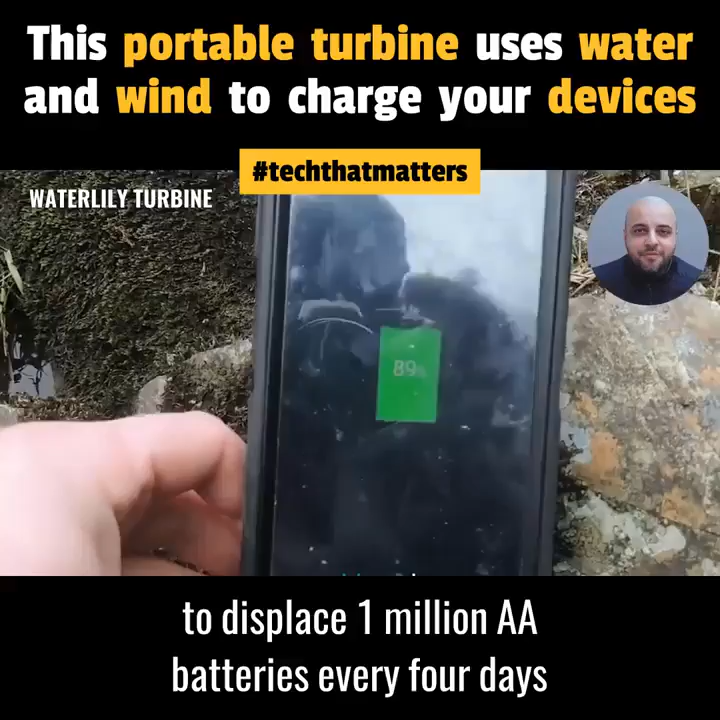 This portable turbine uses water
and wind to charge your devices
#techthatmatters
WATERLILY TURBINE
89%
to displace 1 million AA
batteries every four days